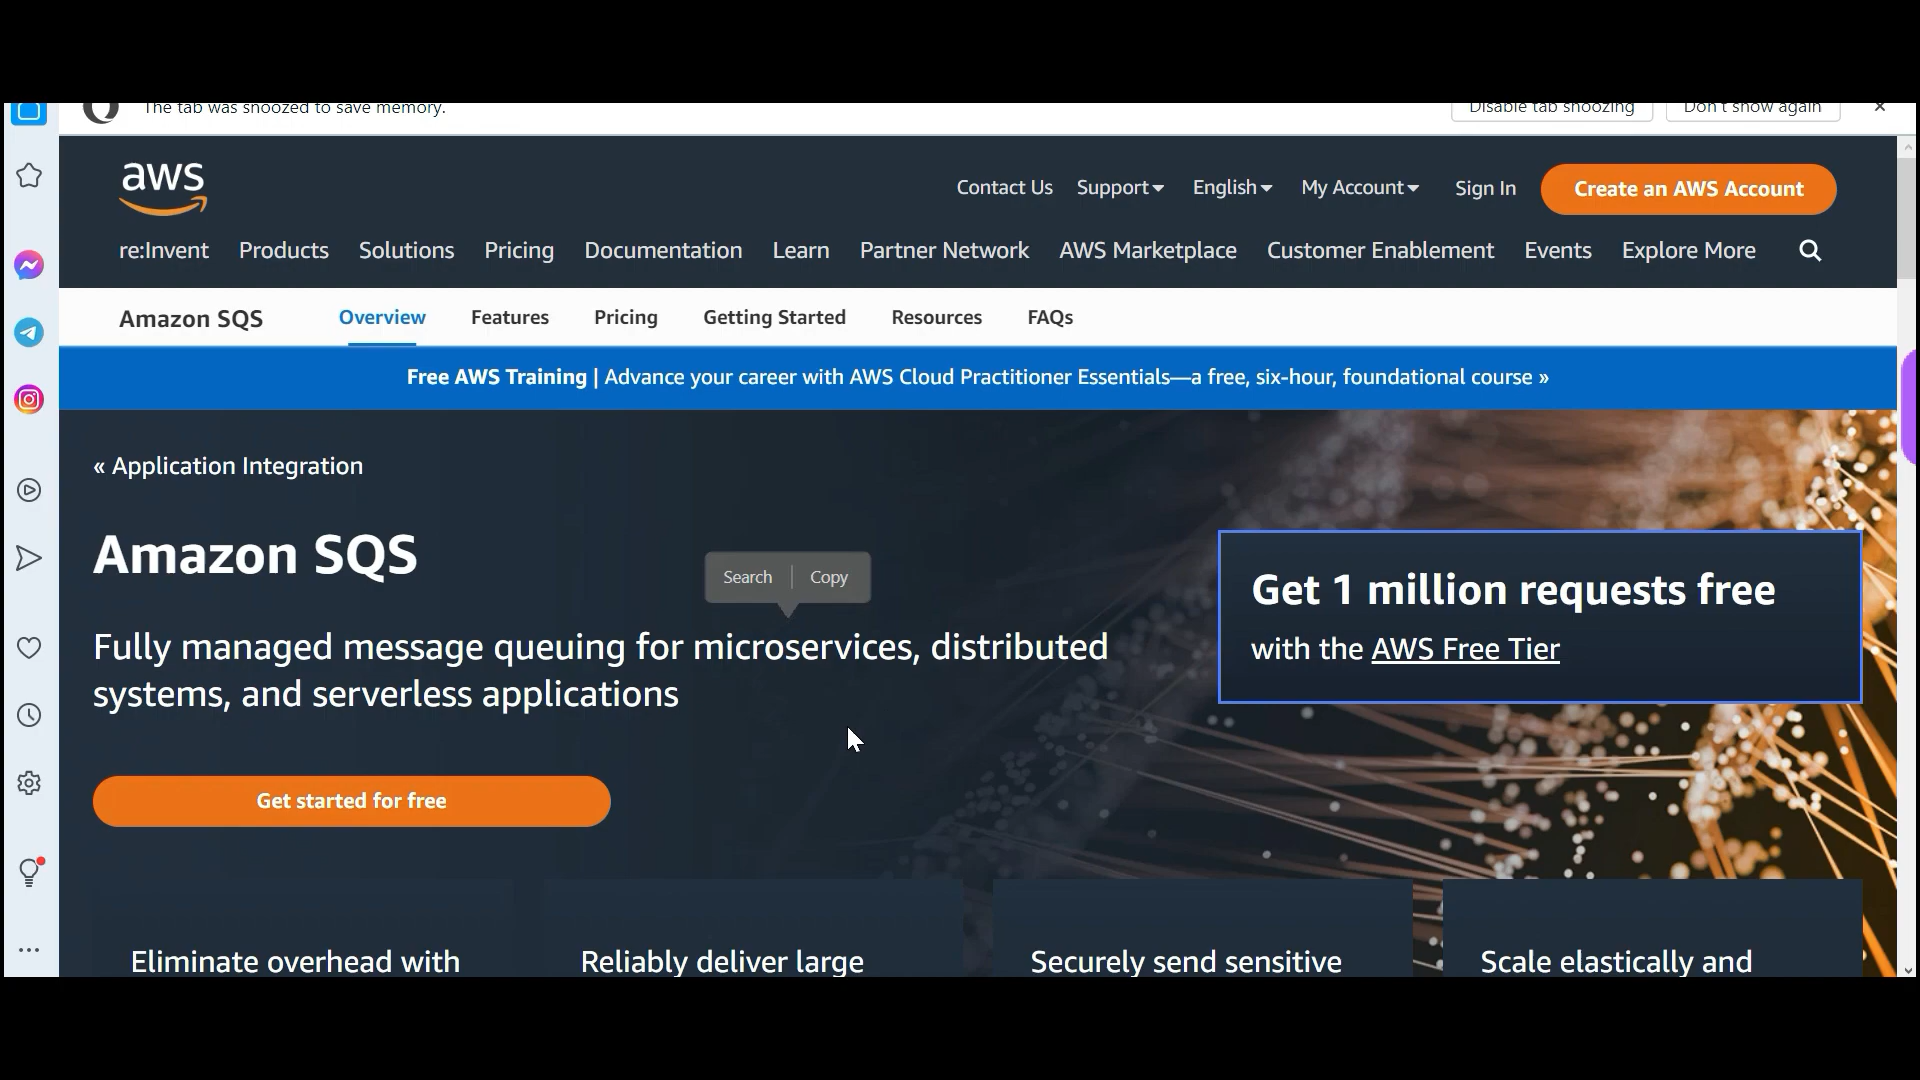 The tab was snoozed to save memory.
Disable tab snoozing
Don't show again
aws
Contact Us
Support
English
My Account
Sign In
Create an AWS Account
re:Invent
Products
Solutions
Pricing
Documentation
Learn
Partner Network
AWS Marketplace
Customer Enablement
Events
Explore More
Amazon SQS
Overview
Features
Pricing
Getting Started
Resources
FAQs
Free AWS Training | Advance your career with AWS Cloud Practitioner Essentials—a free, six-hour, foundational course »
« Application Integration
Amazon SQS
Search
Copy
Fully managed message queuing for microservices, distributed
systems, and serverless applications
Get 1 million requests free
with the AWS Free Tier
Get started for free
Eliminate overhead with
Reliably deliver large
Securely send sensitive
Scale elastically and